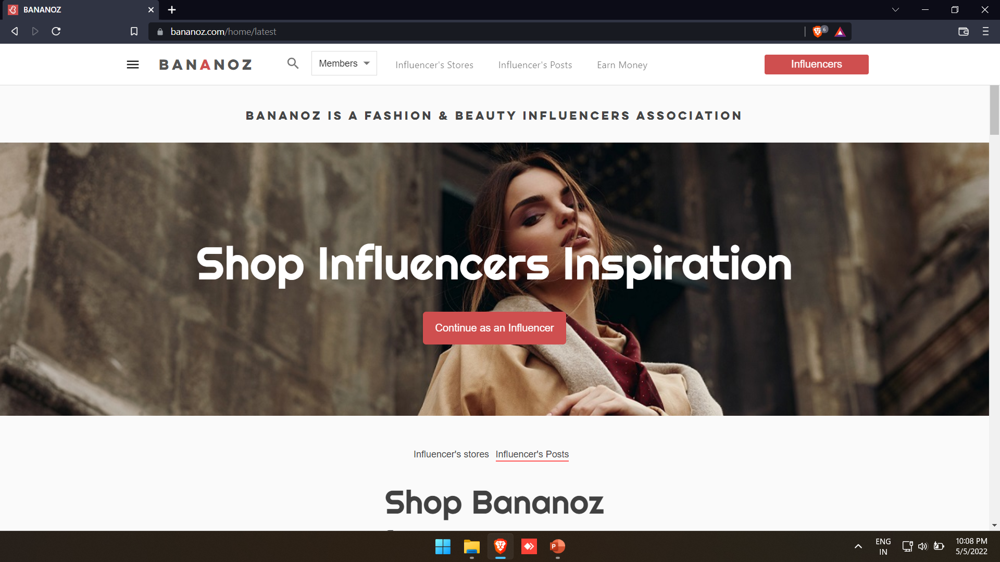 BANANOZ
bananoz.com/home/latest
6
BANANOZ
Members
Influencer's Stores
Influencer's Posts
Earn Money
Influencers
BANANOZ IS A FASHION & BEAUTY INFLUENCERS ASSOCIATION
Shop Influencers Inspiration
Continue as an Influencer
Influencer's stores
Influencer's Posts
Shop Bananoz
P
ENG
IN
10:08 PM
5/5/2022